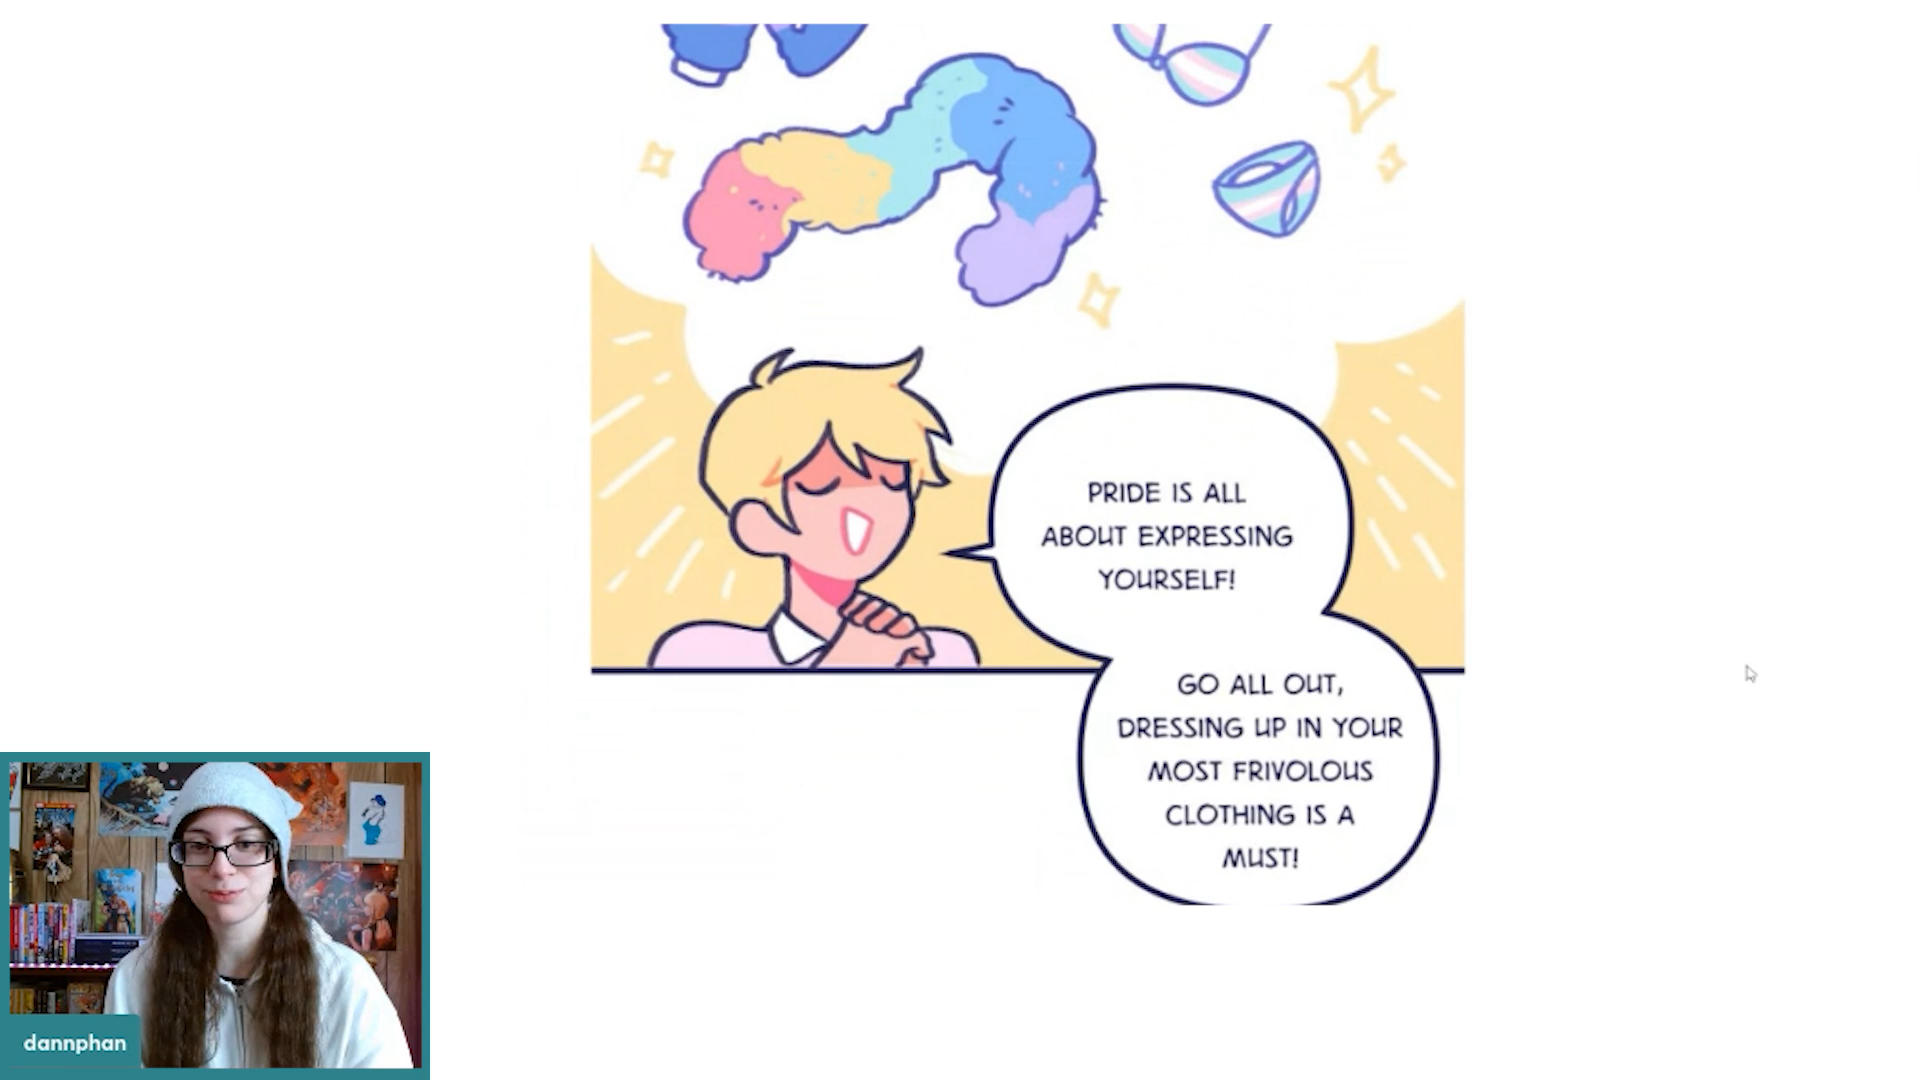 PRIDE IS ALL
ABOUT EXPRESSING
YOURSELF!
GO ALL OUT,
DRESSING UP IN YOUR
MOST FRIVOLOUS
CLOTHING IS A
MUST!
dannphan